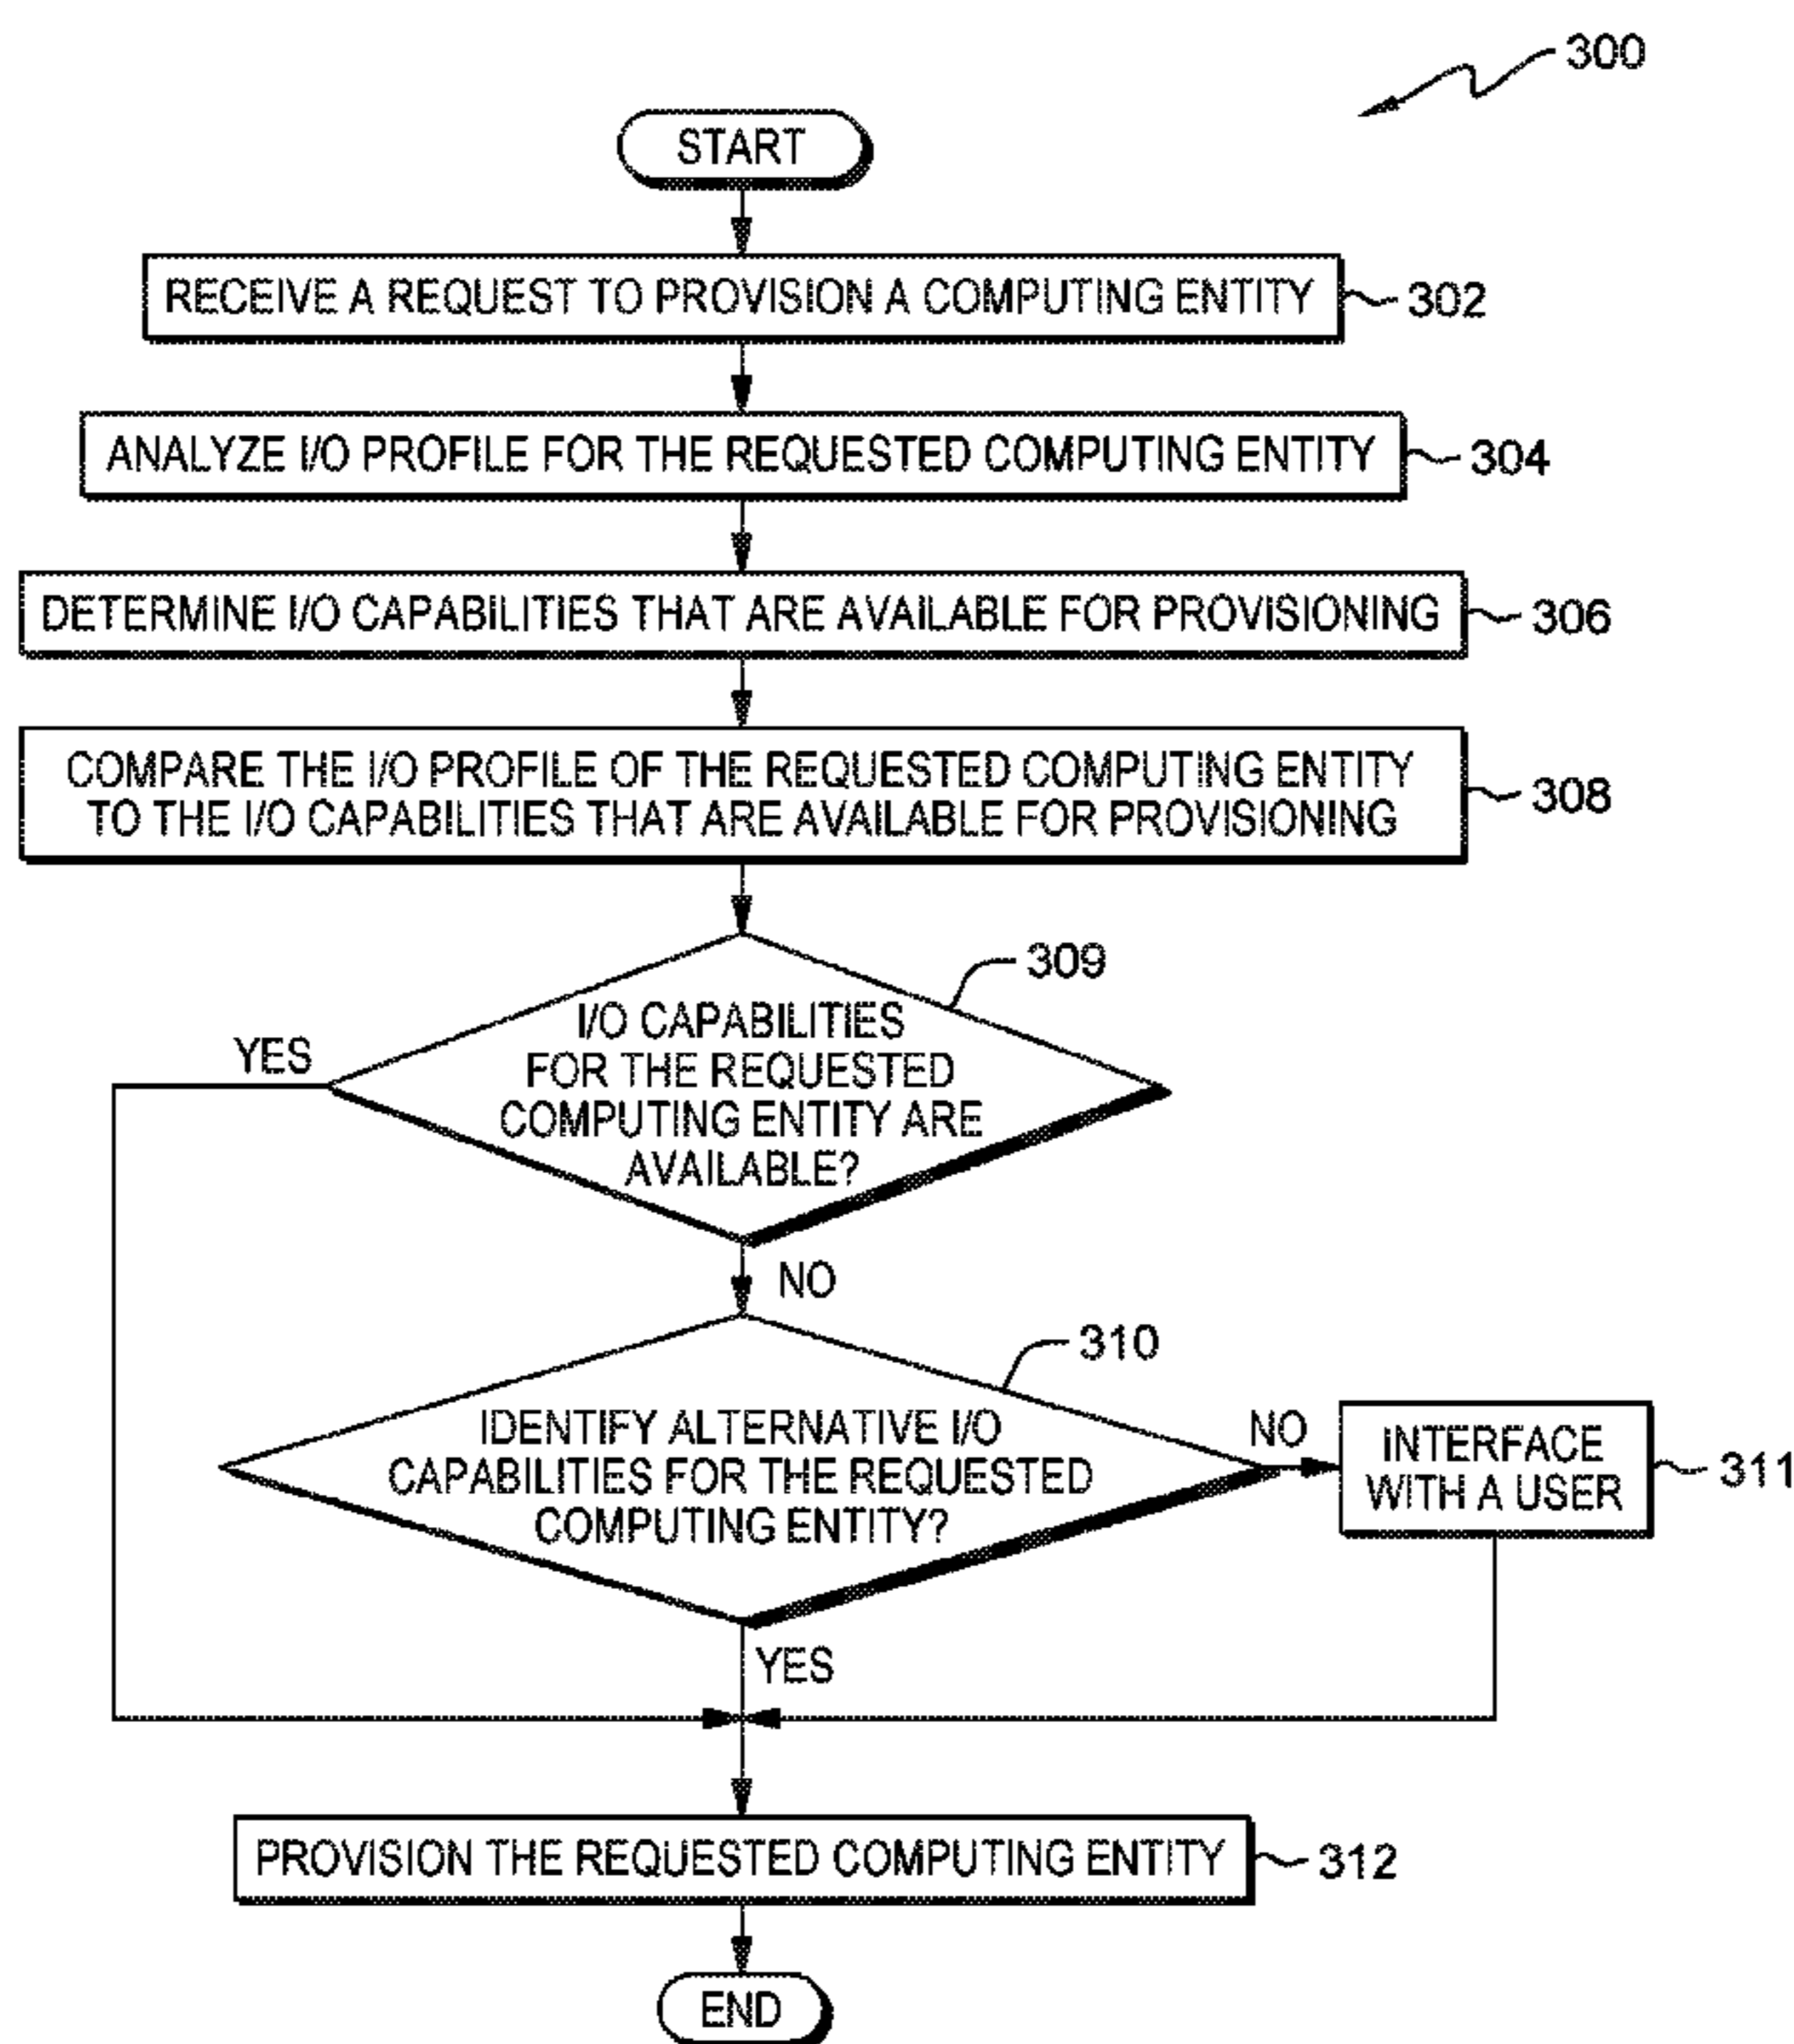 300
START
RECEIVE A REQUEST TO PROVISION A COMPUTING ENTITY
302
ANALYZE I/O PROFILE FOR THE REQUESTED COMPUTING ENTITY
304
DETERMINE I/O CAPABILITIES THAT ARE AVAILABLE FOR PROVISIONING
306
COMPARE THE I/O PROFILE OF THE REQUESTED COMPUTING ENTITY
TO THE I/O CAPABILITIES THAT ARE AVAILABLE FOR PROVISIONING
308
309
I/O CAPABILITIES
FOR THE REQUESTED
COMPUTING ENTITY ARE
AVAILABLE?
YES
NO
310
IDENTIFY ALTERNATIVE I/O
CAPABILITIES FOR THE REQUESTED
COMPUTING ENTITY?
NO
INTERFACE
WITH A USER
311
YES
PROVISION THE REQUESTED COMPUTING ENTITY
312
END